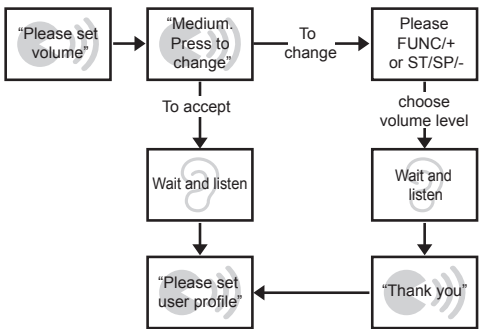 “Please set
volume”
“Medium.
Press to
change”
To
change
Please
FUNC/+
or ST/SP/-
To accept
choose
volume level
Wait and listen
Wait and
listen
“Please set
user profile”
“Thank you”